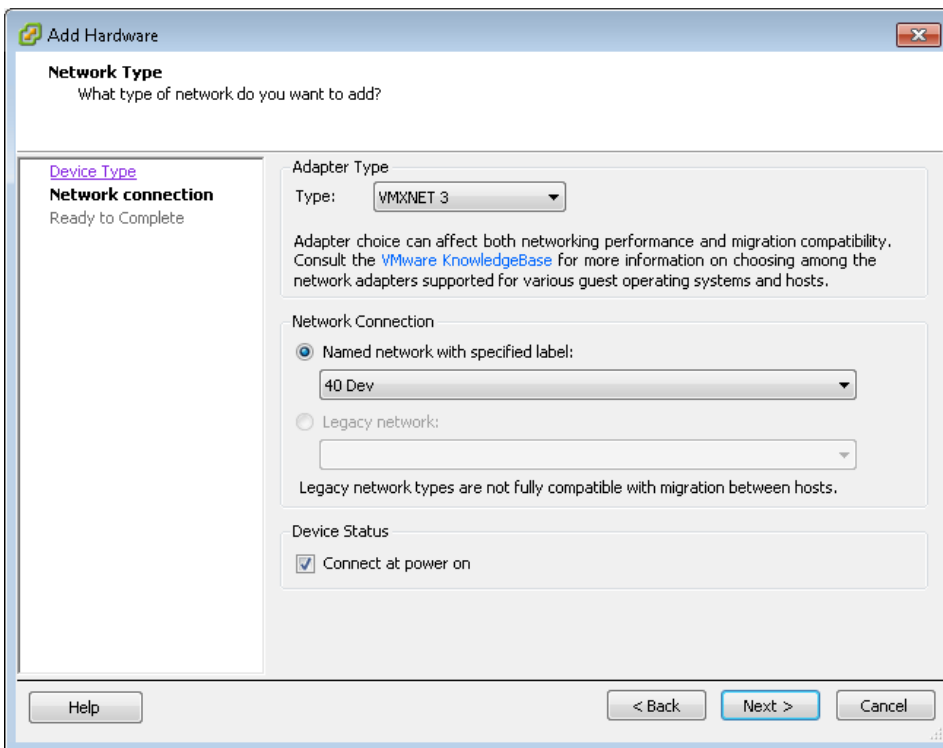 Add Hardware
Network Type
What type of network do you want to add?
Device Type
Network connection
Ready to Complete
Adapter Type
Type:
VMXNET 3
Adapter choice can affect both networking performance and migration compatibility.
Consult the VMware KnowledgeBase for more information on choosing among the
network adapters supported for various guest operating systems and hosts.
Network Connection
Named network with specified label:
40 Dev
Legacy network:
Legacy network types are not fully compatible with migration between hosts.
Device Status
Connect at power on
Help
< Back
Next >
Cancel